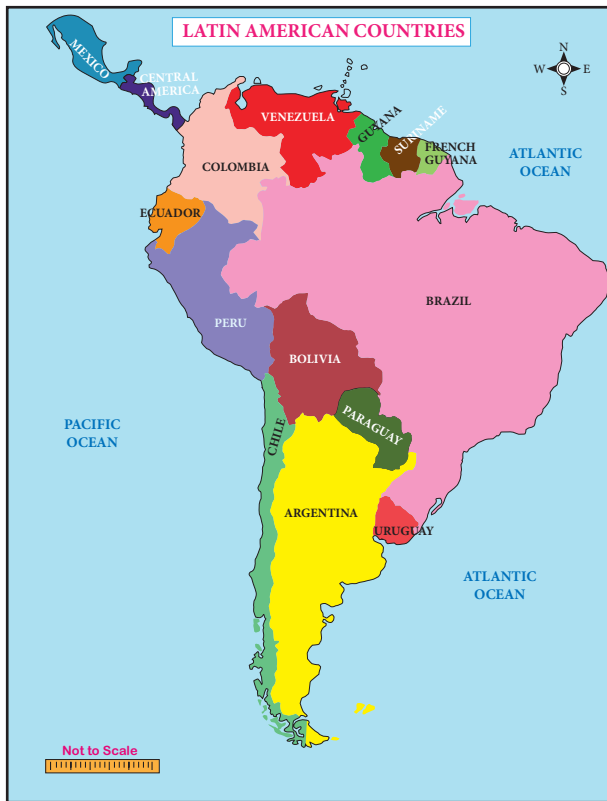 LATIN AMERICAN COUNTRIES
MEXICO
CENTRAL
AMERICA
N
W
E
S
VENEZUELA
GUYANA
SURINAME
FRENCH
GUYANA
ATLANTIC
OCEAN
COLOMBIA
ECUADOR
BRAZIL
PERU
BOLIVIA
PACIFIC
OCEAN
CHILE
PARAGUAY
ARGENTINA
URUGUAY
ATLANTIC
OCEAN
Not to Scale